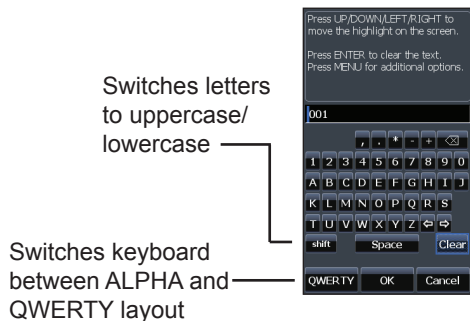 Press UP/DOWN/LEFT/RIGHT to
move the highlight on the screen.
Press ENTER to clear the text.
Press MENU for additional options.
001
Switches letters
to uppercase/
lowercase
, . * - +
1 2 3 4 5 6 7 8 9 0
A B C D E F G H I J
K L M N O P Q R S
T U V W X Y Z
shift Space Clear
Switches keyboard
between ALPHA and
QWERTY layout
QWERTY OK Cancel